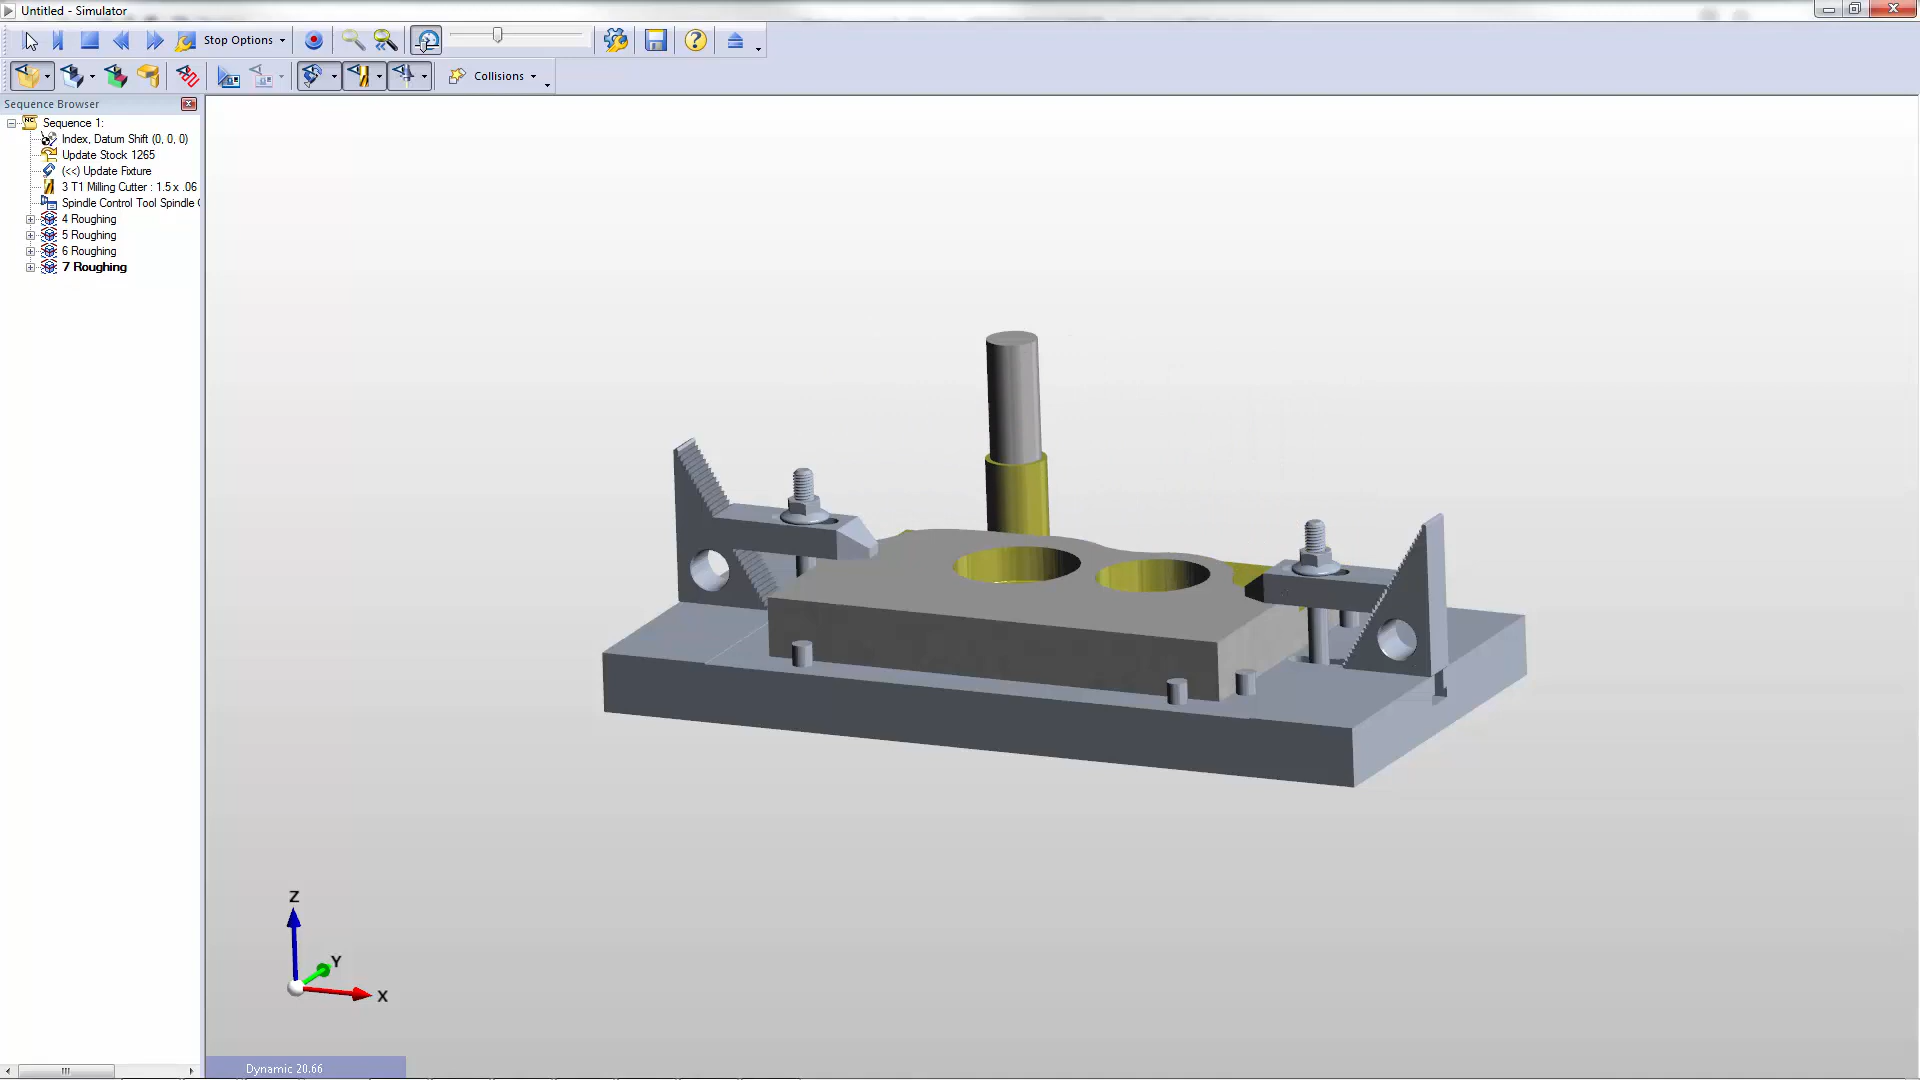 Untitled - Simulator
Stop Options
Collisions
Sequence Browser
NC Sequence 1:
Index, Datum Shift (0, 0, 0)
Update Stock 1265
(<<) Update Fixture
3 T1 Milling Cutter : 1.5 x .06
Spindle Control Tool Spindle
4 Roughing
5 Roughing
6 Roughing
7 Roughing
Z
Y
X
Dynamic 20.66